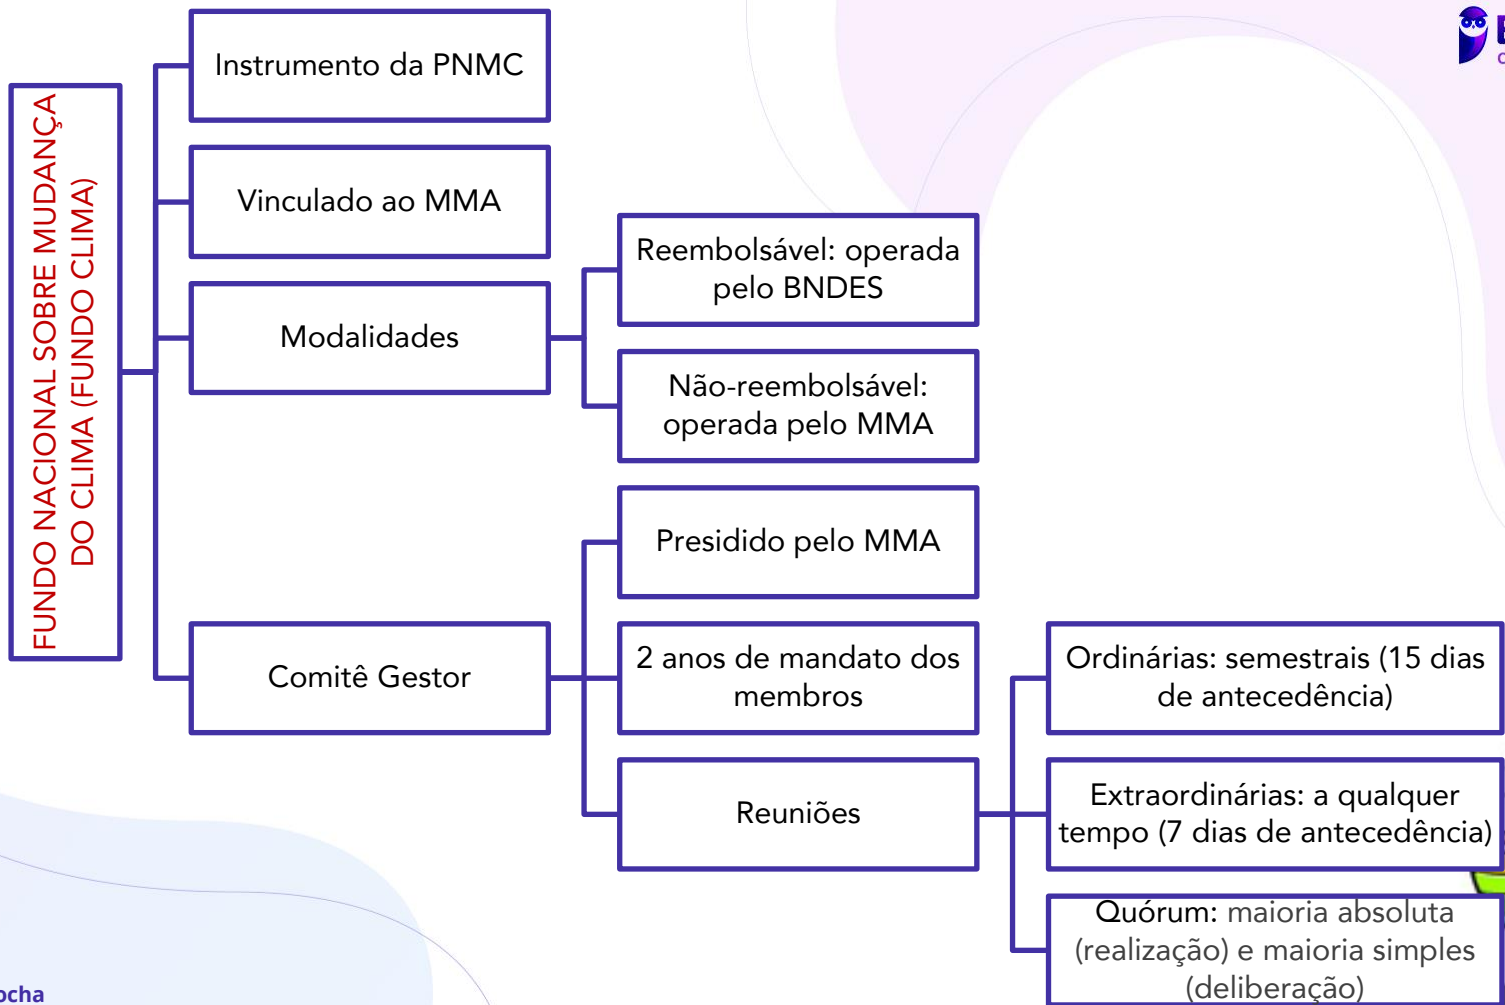 FUNDO NACIONAL SOBRE MUDANÇA
DO CLIMA (FUNDO CLIMA)
Instrumento da PNMC
Vinculado ao MMA
Modalidades
Reembolsável: operada
pelo BNDES
Não-reembolsável:
operada pelo MMA
Comitê Gestor
Presidido pelo MMA
2 anos de mandato dos
membros
Reuniões
Ordinárias: semestrais (15 dias
de antecedência)
Extraordinárias: a qualquer
tempo (7 dias de antecedência)
Quórum: maioria absoluta
(realização) e maioria simples
(deliberação)
ocha